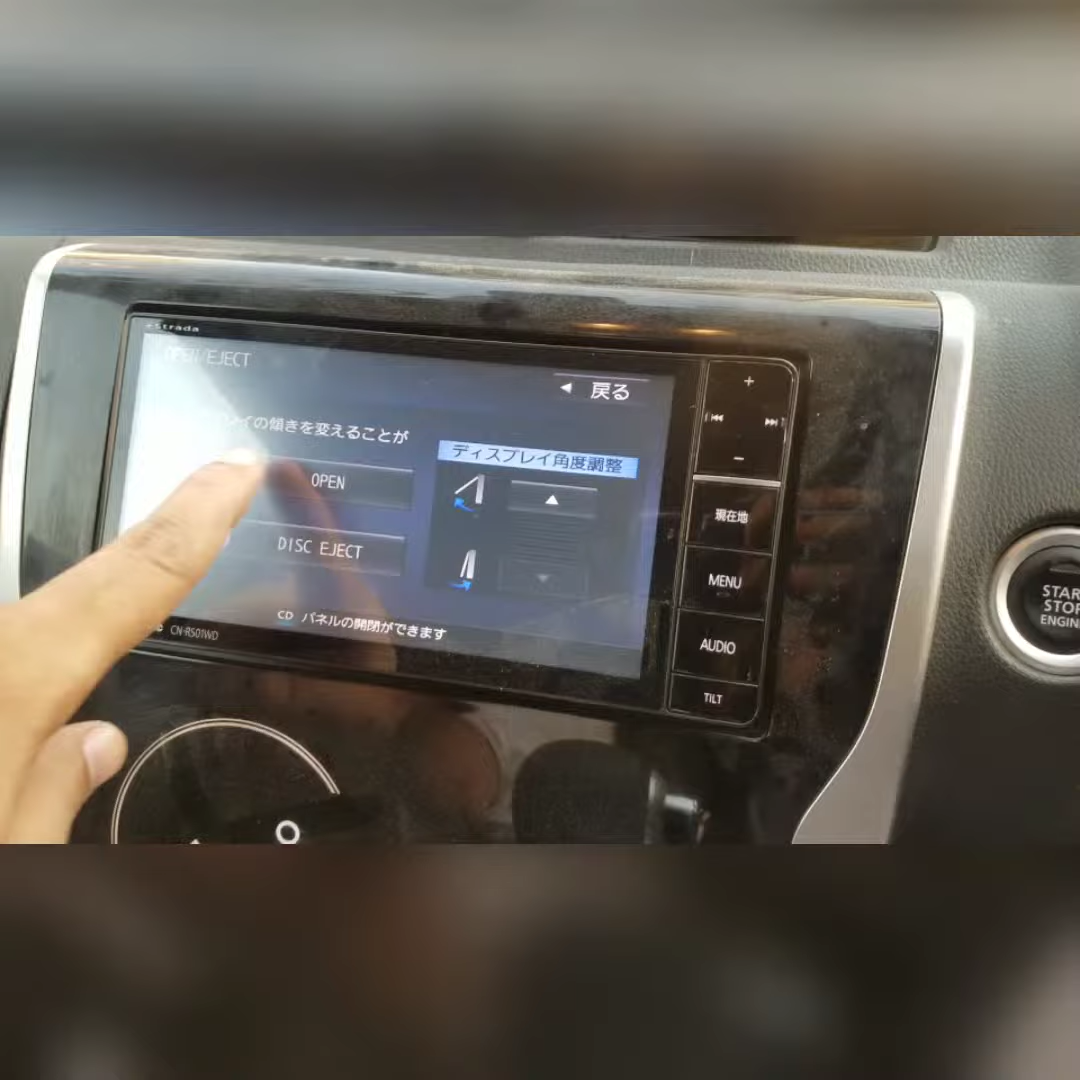 strada
OPEN/EJECT
戻る
イの傾きを変えることが
ディスプレイ角度調整
OPEN
DISC EJECT
CD パネルの開閉ができます
CN-RS01WD
+
-
現在地
MENU
AUDIO
TILT
STOP
ENGINE